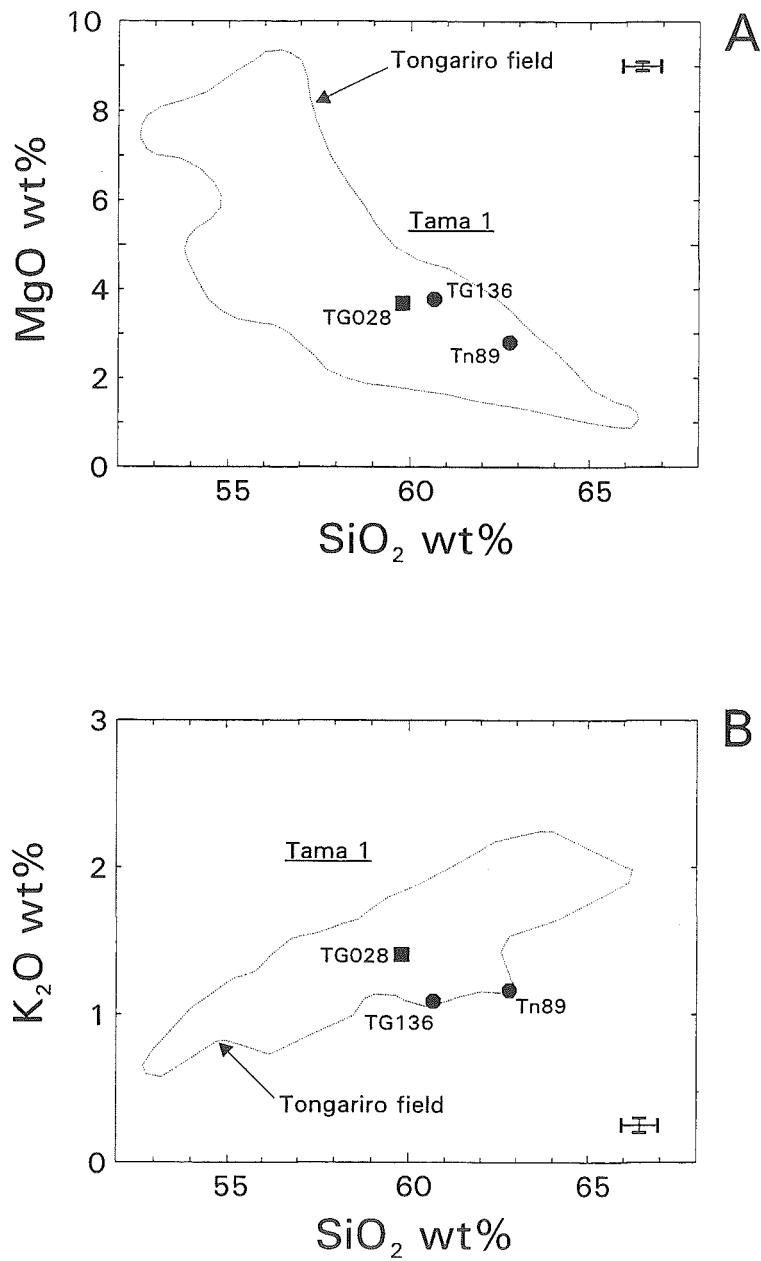 A
10
Tongariro field
8
MgO wt%
6
Tama 1
4
TG136
TG028
Tn89
2
0
55 60 65
SiO₂ wt%
B
3
Tama 1
2
K₂O wt%
TG028
TG136
Tn89
1
Tongariro field
0
55 60 65
SiO₂ wt%